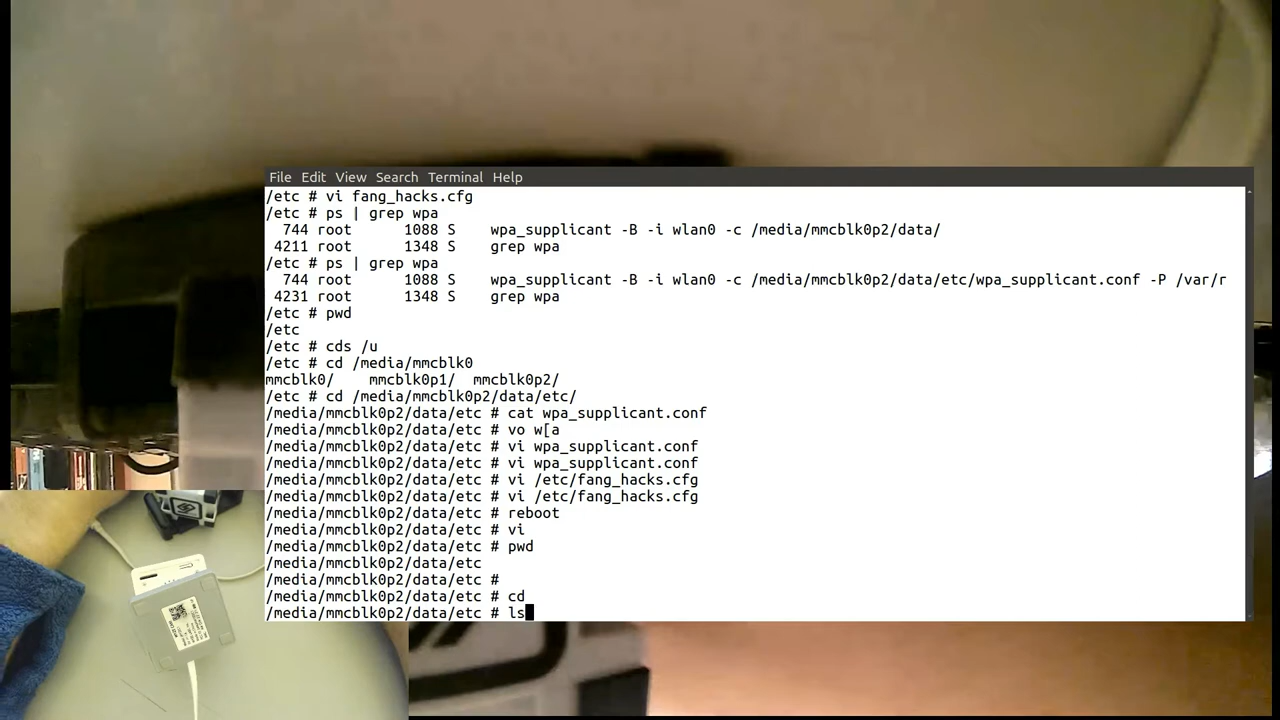 File Edit View Search Terminal Help
/etc # vi fang_hacks.cfg
/etc # ps | grep wpa
744 root 1088 S wpa_supplicant -B -i wlan0 -c /media/mmcblk0p2/data/
4211 root 1348 S grep wpa
/etc # ps | grep wpa
744 root 1088 S wpa_supplicant -B -i wlan0 -c /media/mmcblk0p2/data/etc/wpa_supplicant.conf -P /var/r
4231 root 1348 S grep wpa
/etc # pwd
/etc
/etc # cds /u
/etc # cd /media/mmcblk0
mmcblk0/ mmcblk0p1/ mmcblk0p2/
/etc # cd /media/mmcblk0p2/data/etc/
/media/mmcblk0p2/data/etc # cat wpa_supplicant.conf
/media/mmcblk0p2/data/etc # vo w[a
/media/mmcblk0p2/data/etc # vi wpa_supplicant.conf
/media/mmcblk0p2/data/etc # vi wpa_supplicant.conf
/media/mmcblk0p2/data/etc # vi /etc/fang_hacks.cfg
/media/mmcblk0p2/data/etc # vi /etc/fang_hacks.cfg
/media/mmcblk0p2/data/etc # reboot
/media/mmcblk0p2/data/etc # vi
/media/mmcblk0p2/data/etc # pwd
/media/mmcblk0p2/data/etc
/media/mmcblk0p2/data/etc #
/media/mmcblk0p2/data/etc # cd
/media/mmcblk0p2/data/etc # ls